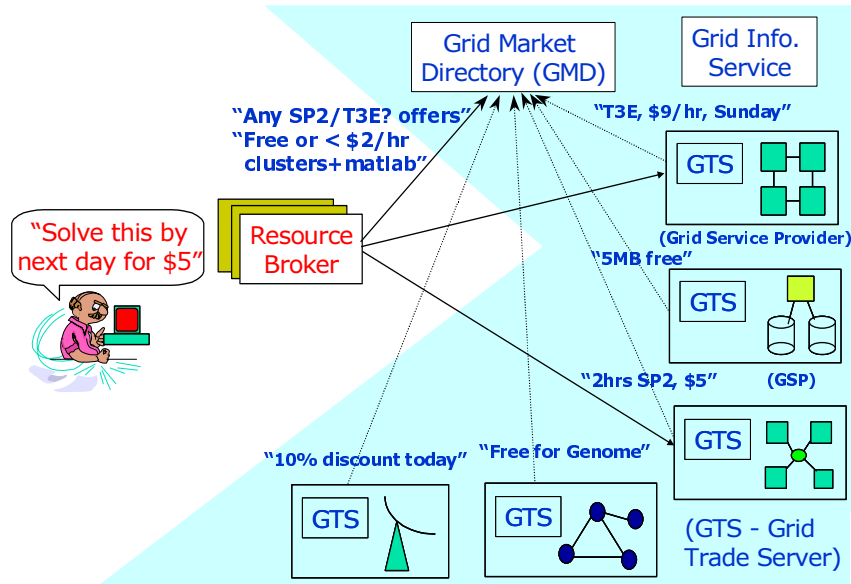 Grid Market
Directory (GMD)
Grid Info.
Service
“Any SP2/T3E? offers”
“Free or < $2/hr
clusters+matlab”
“T3E, $9/hr, Sunday”
GTS
(Grid Service Provider)
“Solve this by
next day for $5”
Resource
Broker
“5MB free”
GTS
(GSP)
“2hrs SP2, $5”
GTS
“10% discount today”
“Free for Genome”
GTS
GTS
(GTS - Grid
Trade Server)